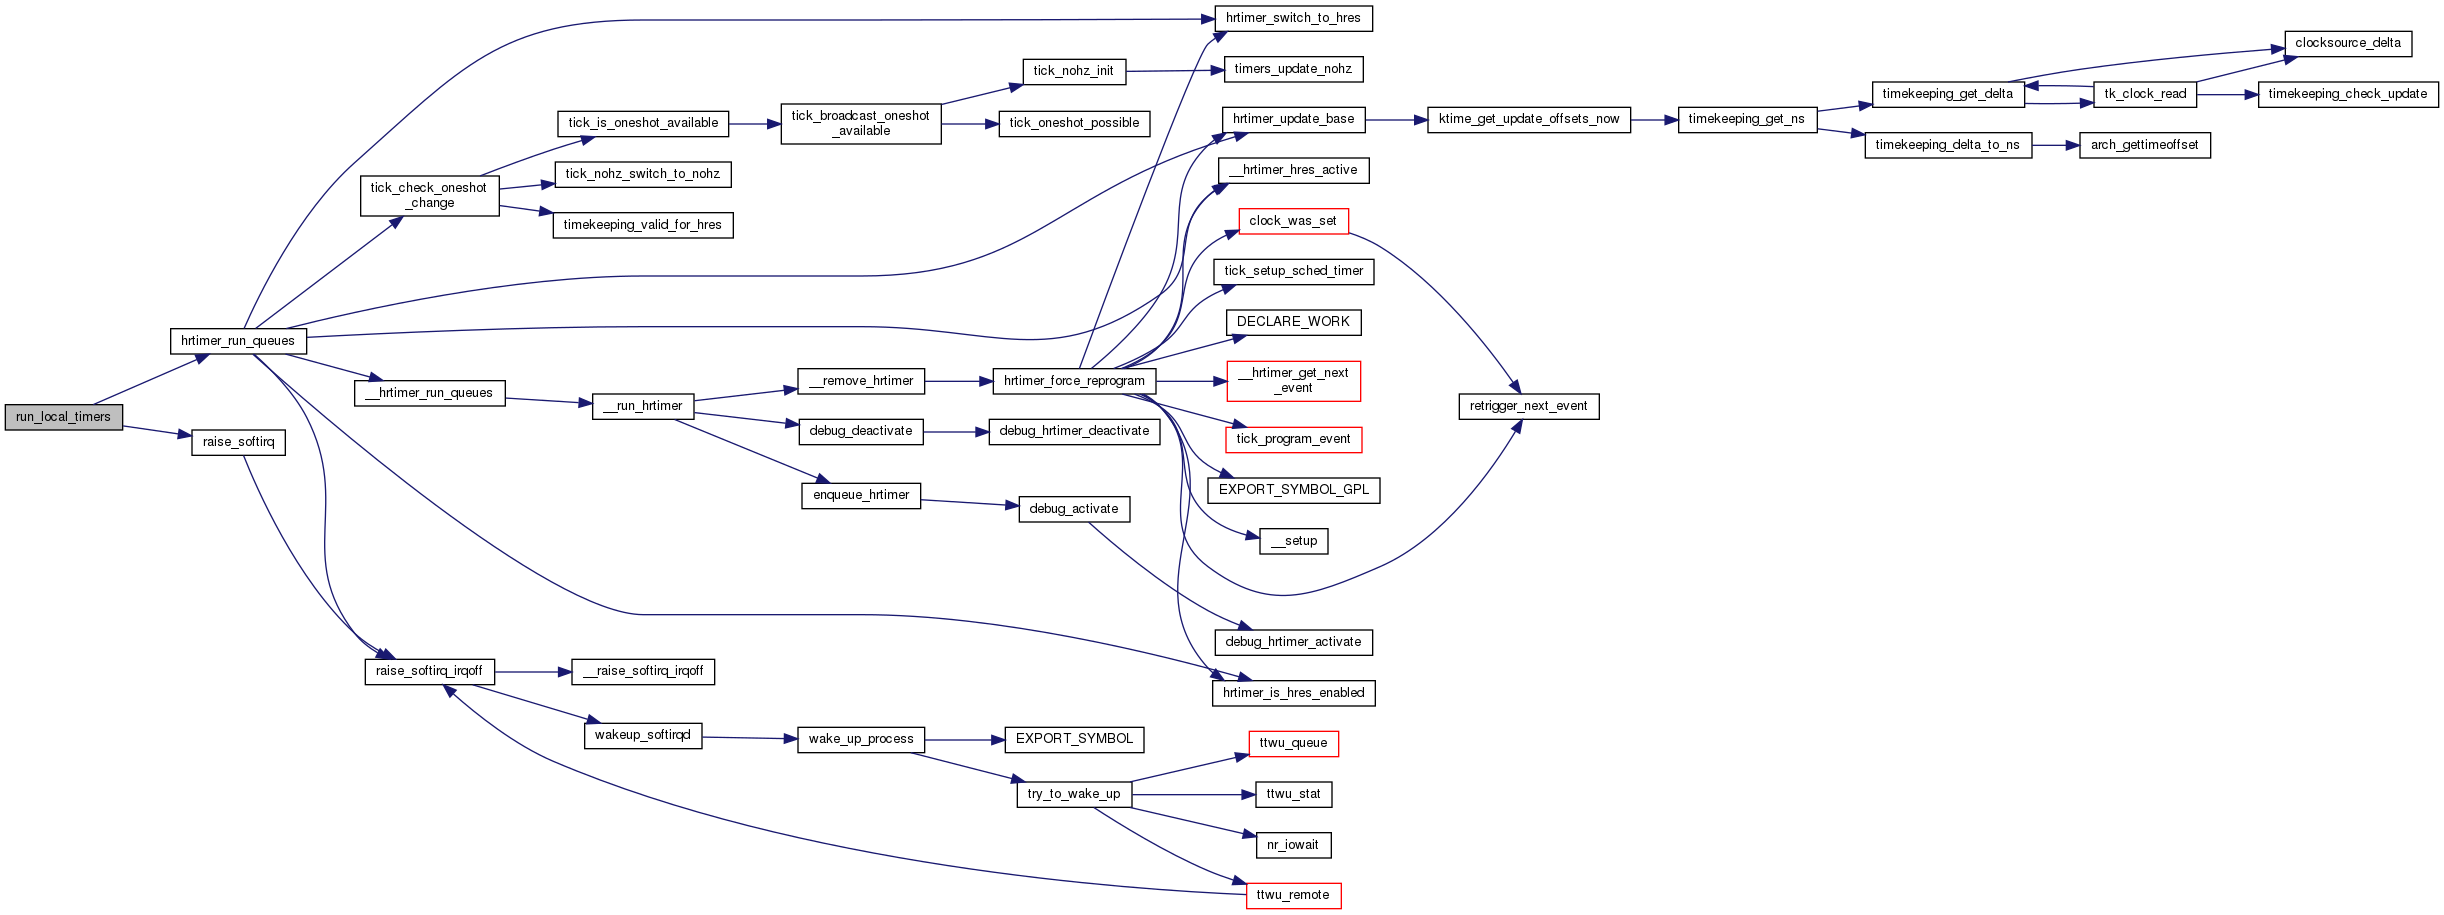 hrtimer_switch_to_hres
clocksource_delta
tick_nohz_init
timers_update_nohz
timekeeping_get_delta
tk_clock_read
timekeeping_check_update
tick_is_oneshot_available
tick_broadcast_oneshot
_available
tick_oneshot_possible
hrtimer_update_base
ktime_get_update_offsets_now
timekeeping_get_ns
timekeeping_delta_to_ns
arch_gettimeoffset
tick_check_oneshot
_change
tick_nohz_switch_to_nohz
__hrtimer_hres_active
timekeeping_valid_for_hres
clock_was_set
tick_setup_sched_timer
DECLARE_WORK
hrtimer_run_queues
__hrtimer_run_queues
__remove_hrtimer
hrtimer_force_reprogram
__hrtimer_get_next
_event
run_local_timers
__run_hrtimer
retrigger_next_event
raise_softirq
debug_deactivate
debug_hrtimer_deactivate
tick_program_event
enqueue_hrtimer
debug_activate
EXPORT_SYMBOL_GPL
__setup
debug_hrtimer_activate
raise_softirq_irqoff
__raise_softirq_irqoff
hrtimer_is_hres_enabled
wakeup_softirqd
wake_up_process
EXPORT_SYMBOL
ttwu_queue
try_to_wake_up
ttwu_stat
nr_iowait
ttwu_remote